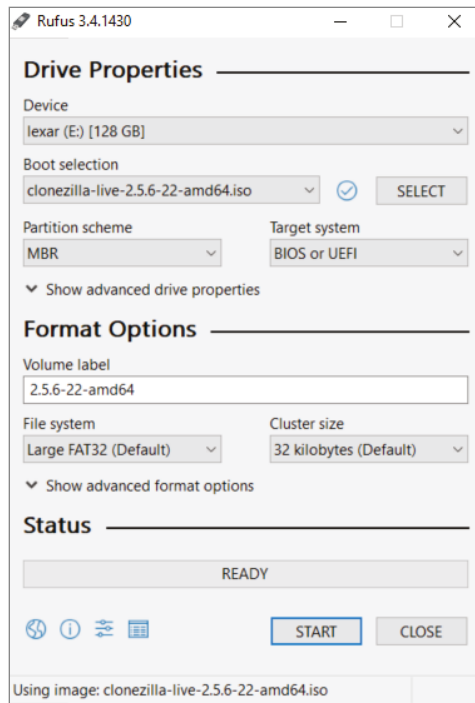 Rufus 3.4.1430
Drive Properties
Device
lexar (E:) [128 GB]
Boot selection
clonezilla-live-2.5.6-22-amd64.iso SELECT
Partition scheme Target system
MBR BIOS or UEFI
Show advanced drive properties
Format Options
Volume label
2.5.6-22-amd64
File system Cluster size
Large FAT32 (Default) 32 kilobytes (Default)
Show advanced format options
Status
READY
START CLOSE
Using image: clonezilla-live-2.5.6-22-amd64.iso